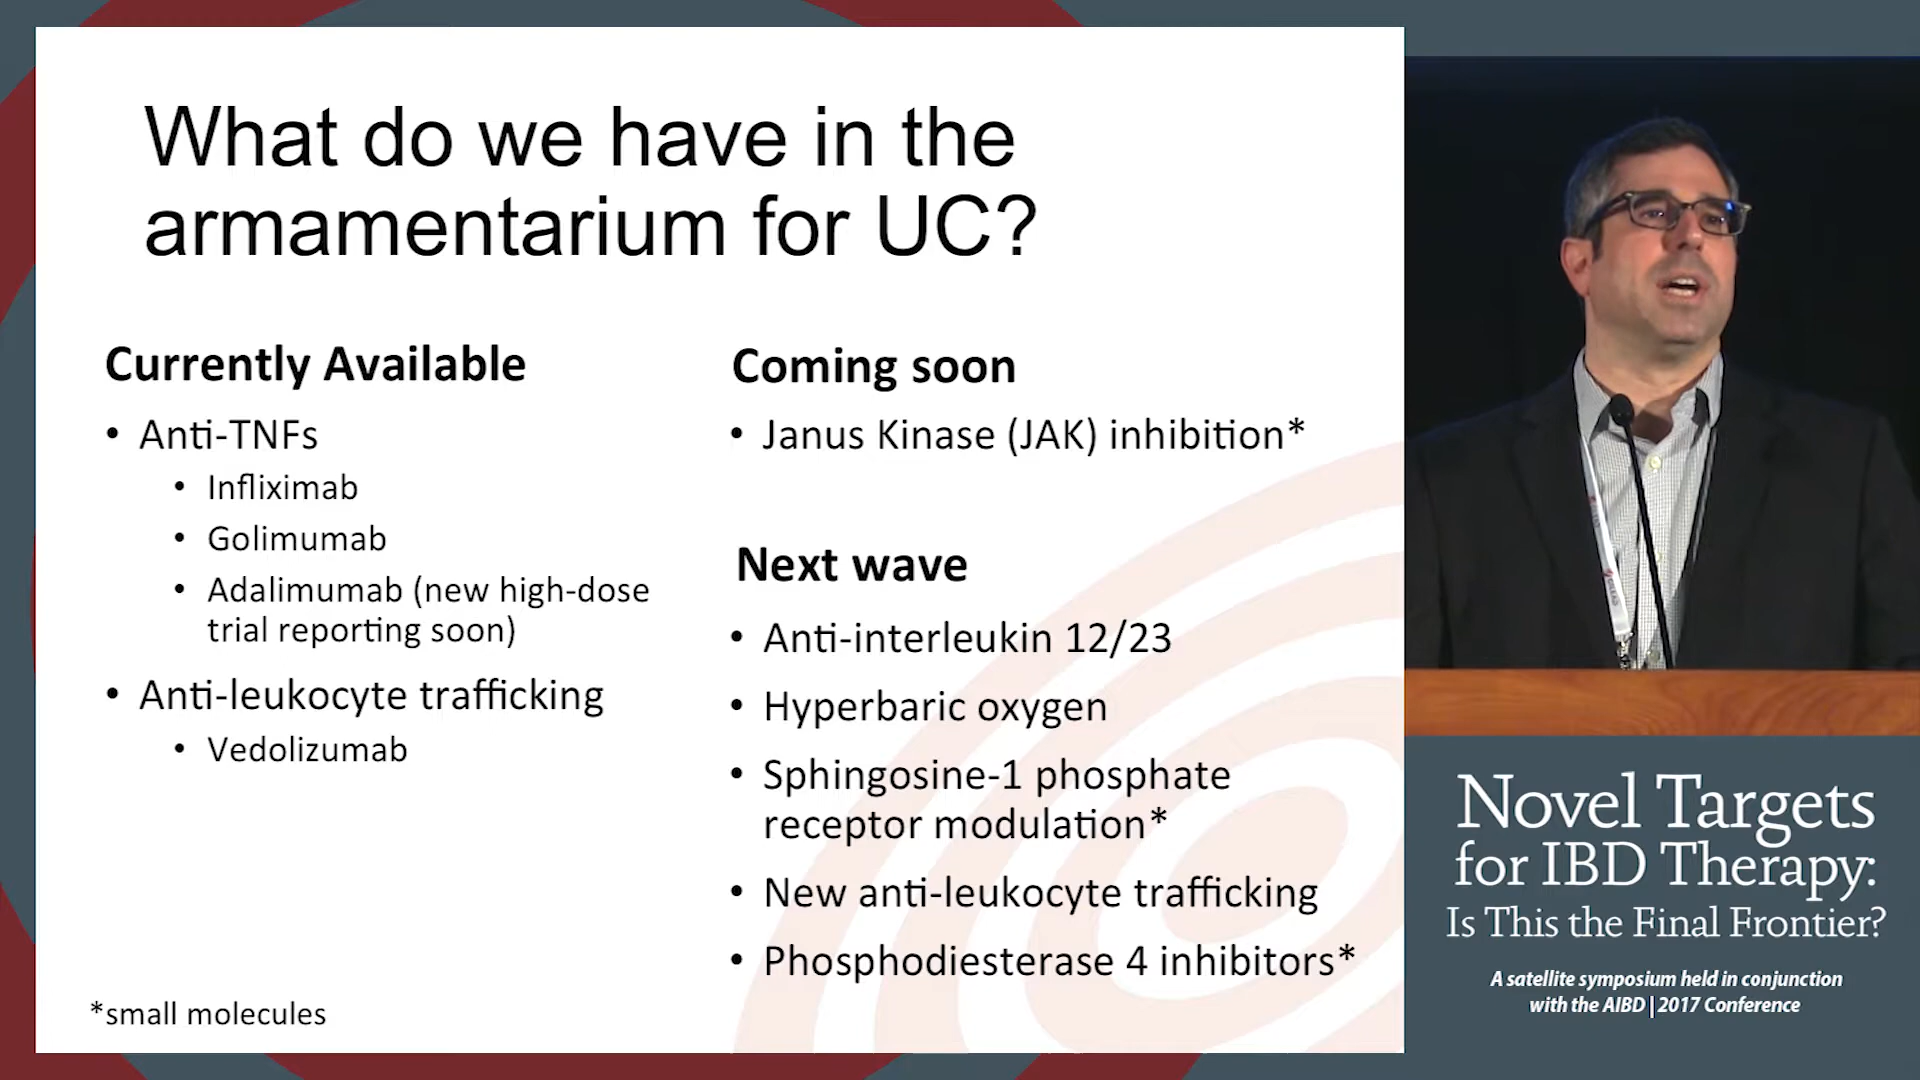 What do we have in the
armamentarium for UC?
Currently Available
• Anti-TNFs
• Infliximab
• Golimumab
• Adalimumab (new high-dose
trial reporting soon)
• Anti-leukocyte trafficking
• Vedolizumab
*small molecules
Coming soon
• Janus Kinase (JAK) inhibition*
Next wave
• Anti-interleukin 12/23
• Hyperbaric oxygen
• Sphingosine-1 phosphate
receptor modulation*
• New anti-leukocyte trafficking
• Phosphodiesterase 4 inhibitors*
Novel Targets
for IBD Therapy:
Is This the Final Frontier?
A satellite symposium held in conjunction
with the AIBD | 2017 Conference